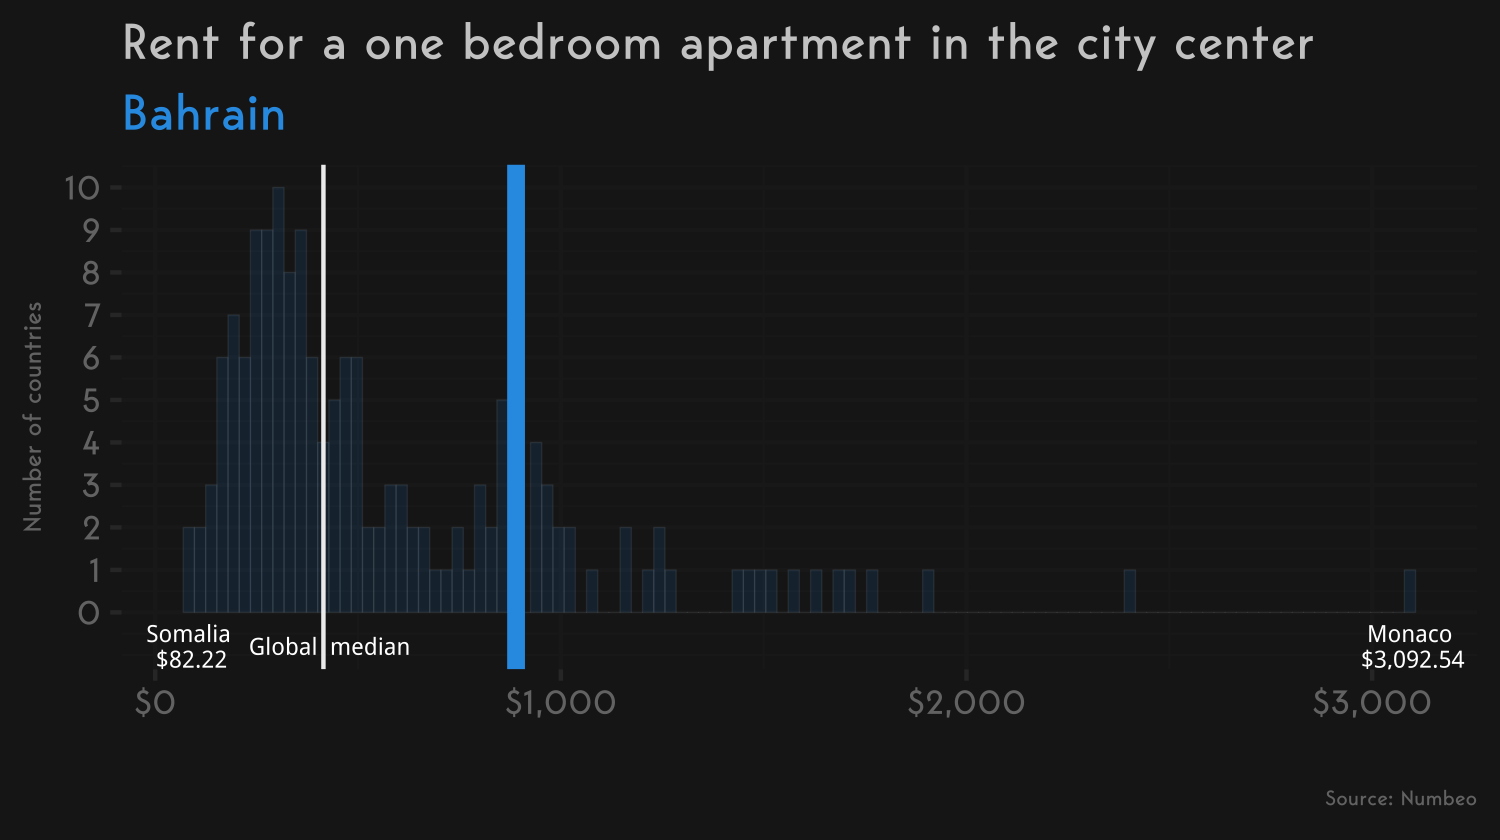 Rent for a one bedroom apartment in the city center
Bahrain
Number of countries
10
9
8
7
6
5
4
3
2
1
0
Somalia
$82.22
Global median
Monaco
$3,092.54
$0
$1,000
$2,000
$3,000
Source: Numbeo